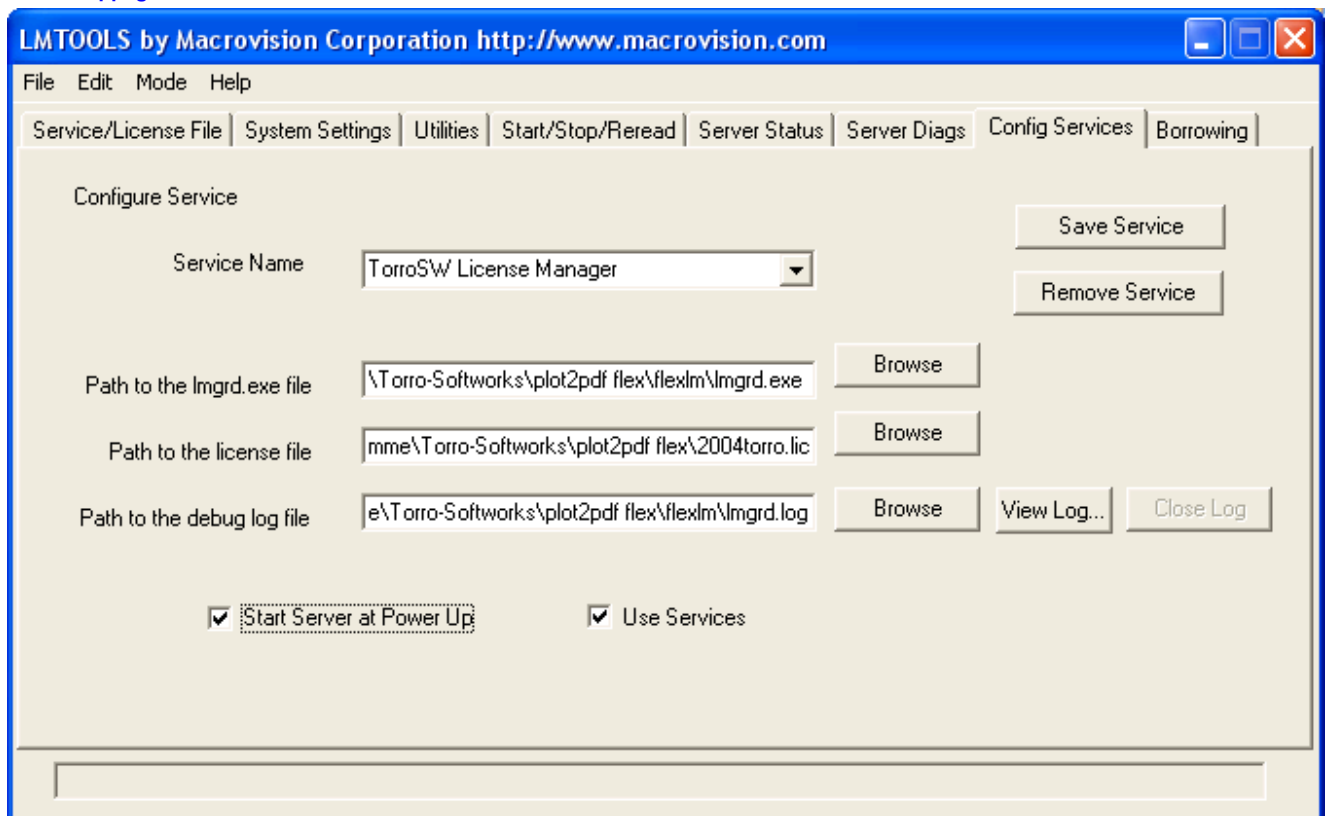 LMTOOLS by Macrovision Corporation http://www.macrovision.com
File Edit Mode Help
Service/License File System Settings Utilities Start/Stop/Reread Server Status Server Diags Config Services Borrowing
Configure Service
Save Service
Service Name TorroSW License Manager
Remove Service
Path to the lmgrd.exe file \Torro-Softworks\plot2pdf flex\flexlm\lmgrd.exe Browse
Path to the license file mme\Torro-Softworks\plot2pdf flex\2004torro.lic Browse
Path to the debug log file e\Torro-Softworks\plot2pdf flex\flexlm\lmgrd.log Browse View Log... Close Log
Start Server at Power Up Use Services